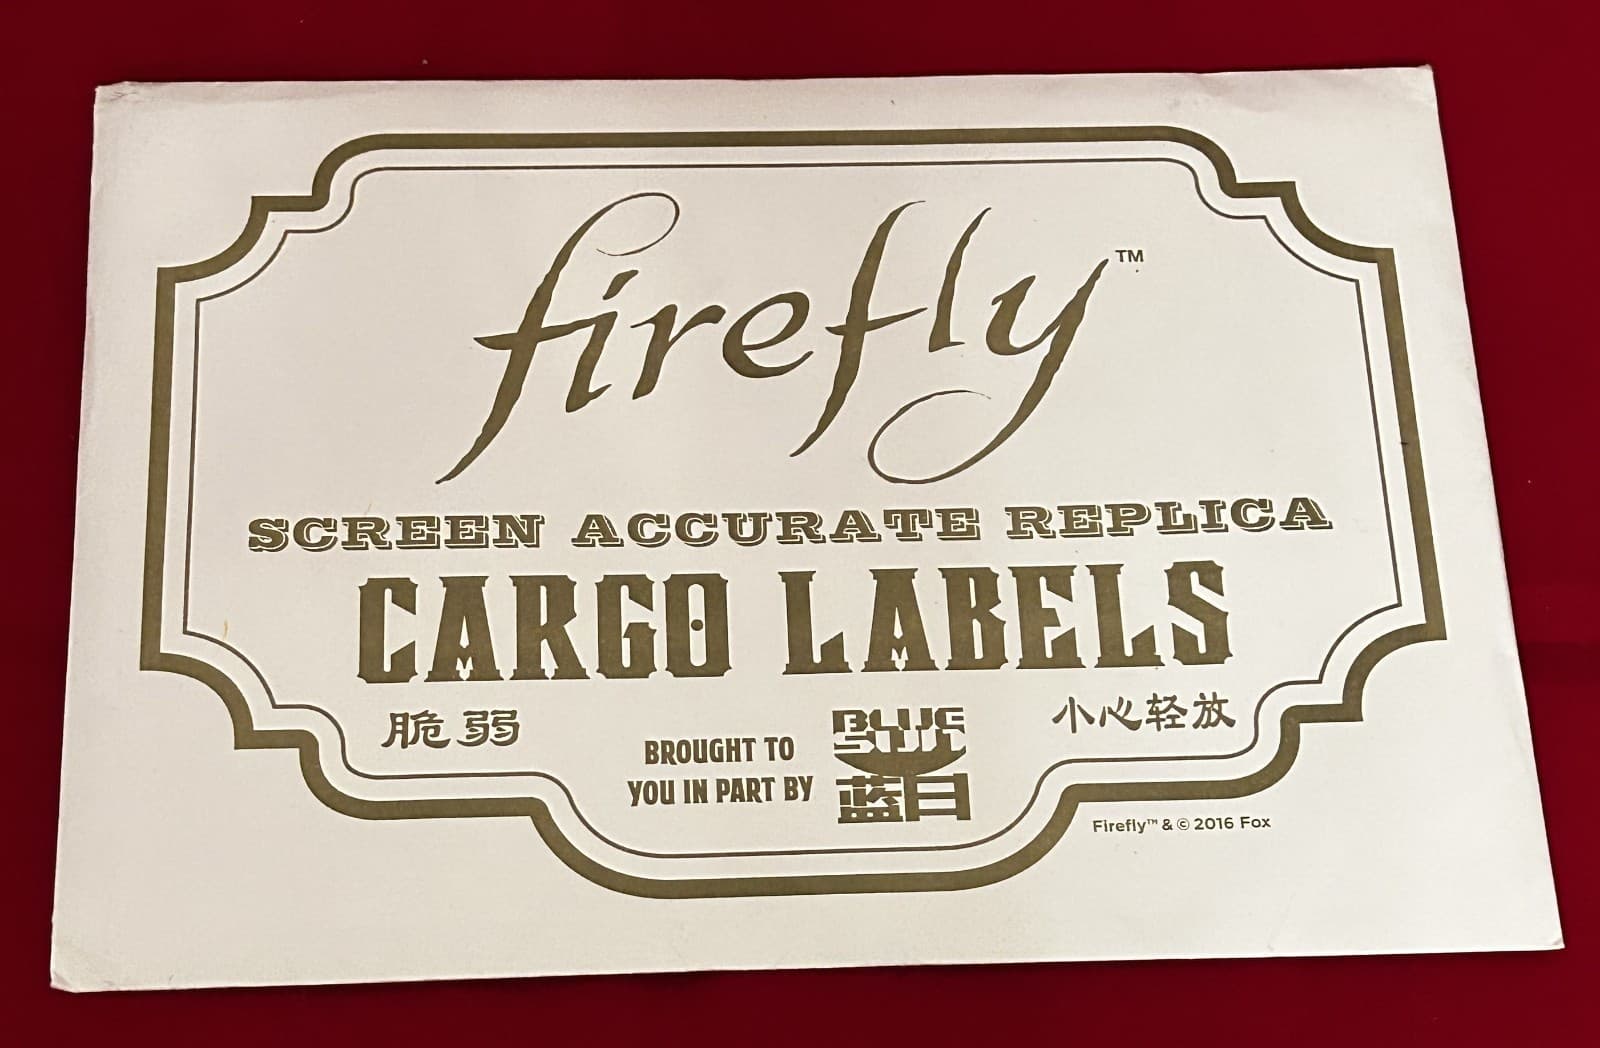 firefly™
SCREEN ACCURATE REPLICA
CARGO LABELS
脆弱
BROUGHT TO
YOU IN PART BY
BLUE
SUN
蓝日
小心轻放
Firefly™ & © 2016 Fox